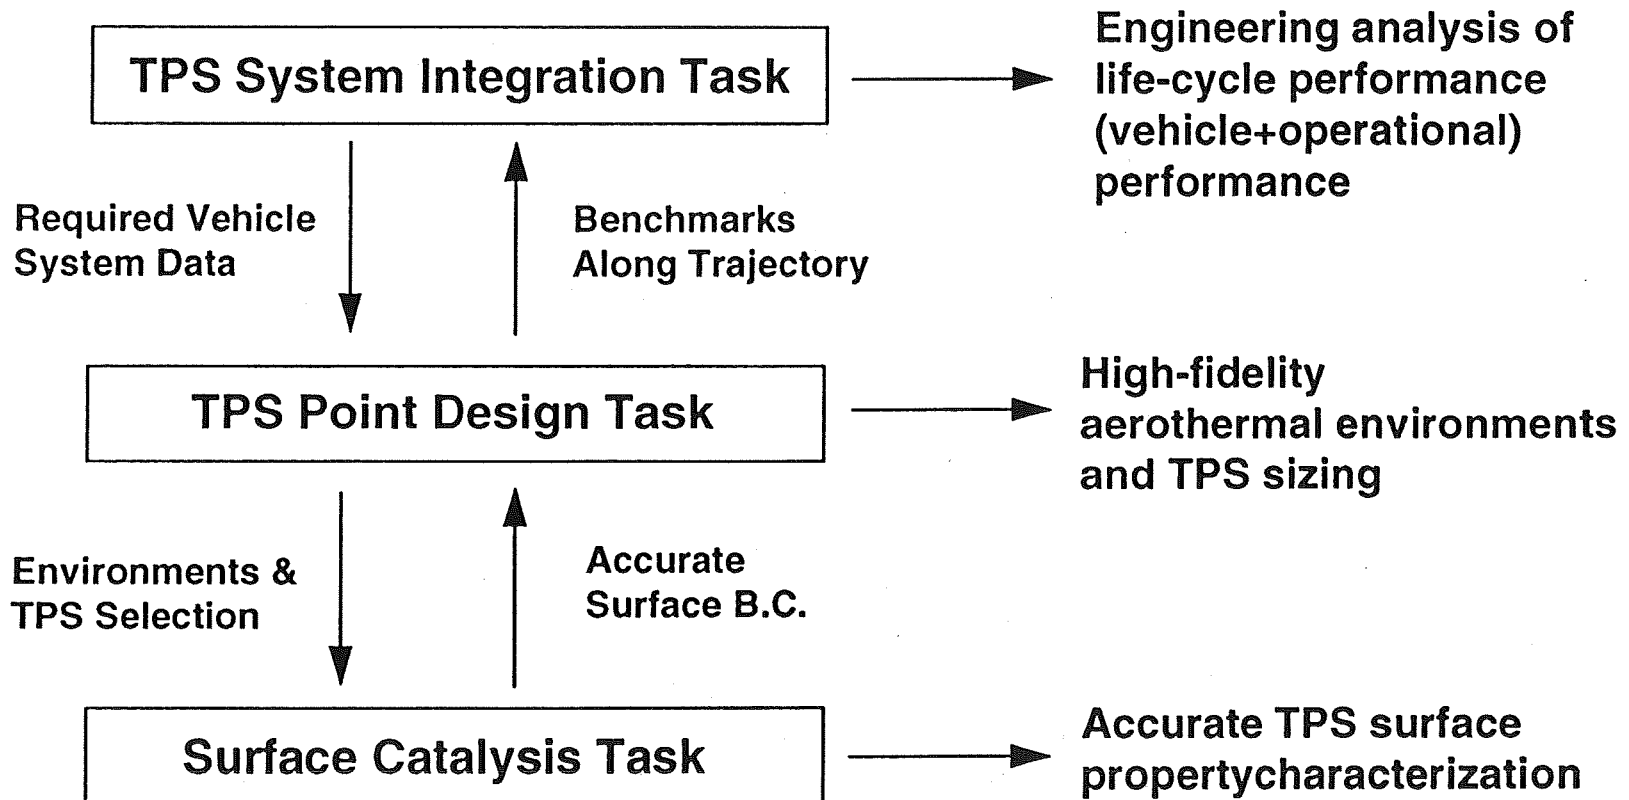 TPS System Integration Task
Engineering analysis of
life-cycle performance
(vehicle+operational)
performance
Required Vehicle
System Data
Benchmarks
Along Trajectory
TPS Point Design Task
High-fidelity
aerothermal environments
and TPS sizing
Environments &
TPS Selection
Accurate
Surface B.C.
Surface Catalysis Task
Accurate TPS surface
propertycharacterization